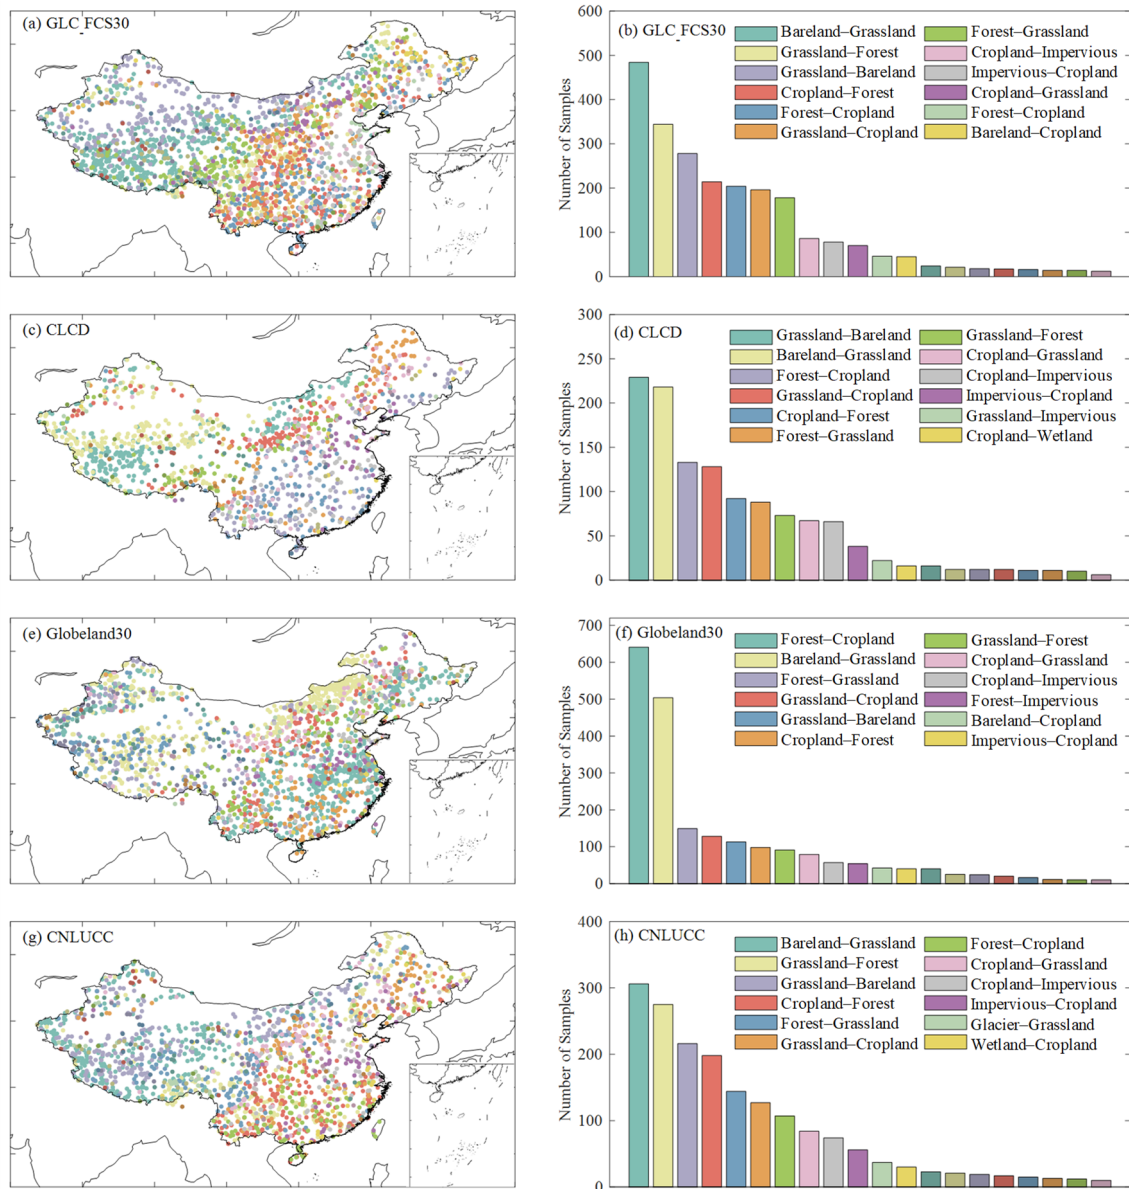 (a) GLC_FCS30
(b) GLC_FCS30
Number of Samples
600
500
400
300
200
100
0
Bareland–Grassland
Grassland–Forest
Grassland–Bareland
Cropland–Forest
Forest–Cropland
Grassland–Cropland
Forest–Grassland
Cropland–Impervious
Impervious–Cropland
Cropland–Grassland
Forest–Cropland
Bareland–Cropland
(c) CLCD
(d) CLCD
Number of Samples
300
250
200
150
100
50
0
Grassland–Bareland
Bareland–Grassland
Forest–Cropland
Grassland–Cropland
Cropland–Forest
Forest–Grassland
Grassland–Forest
Cropland–Grassland
Cropland–Impervious
Impervious–Cropland
Grassland–Impervious
Cropland–Wetland
(e) Globeland30
(f) Globeland30
Number of Samples
700
600
500
400
300
200
100
0
Forest–Cropland
Bareland–Grassland
Forest–Grassland
Grassland–Cropland
Grassland–Bareland
Cropland–Forest
Grassland–Forest
Cropland–Grassland
Cropland–Impervious
Forest–Impervious
Bareland–Cropland
Impervious–Cropland
(g) CNLUCC
(h) CNLUCC
Number of Samples
400
300
200
100
0
Bareland–Grassland
Grassland–Forest
Grassland–Bareland
Cropland–Forest
Forest–Grassland
Grassland–Cropland
Forest–Cropland
Cropland–Grassland
Cropland–Impervious
Impervious–Cropland
Glacier–Grassland
Wetland–Cropland